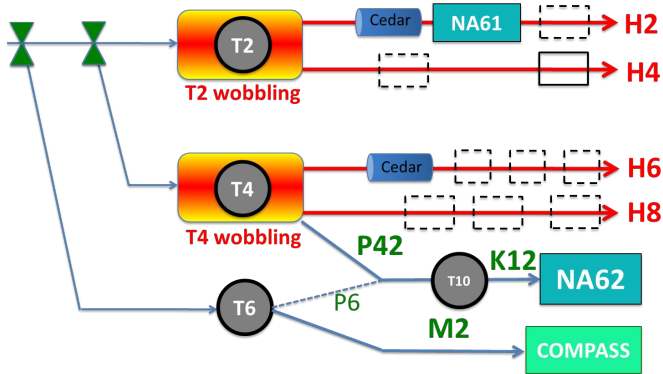 Cedar
NA61
H2
T2
H4
T2 wobbling
Cedar
H6
T4
H8
T4 wobbling
P42
K12
T10
NA62
T6
P6
M2
COMPASS